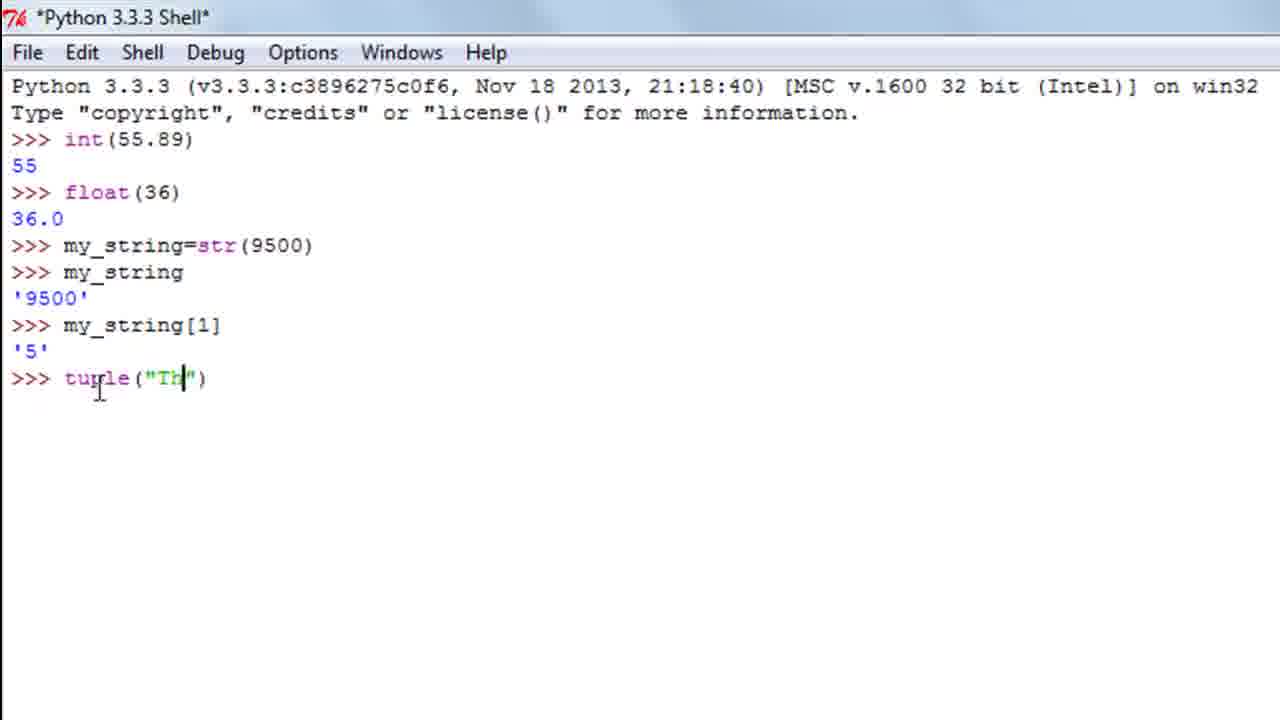 *Python 3.3.3 Shell*
File Edit Shell Debug Options Windows Help
Python 3.3.3 (v3.3.3:c3896275c0f6, Nov 18 2013, 21:18:40) [MSC v.1600 32 bit (Intel)] on win32
Type "copyright", "credits" or "license()" for more information.
>>> int(55.89)
55
>>> float(36)
36.0
>>> my_string=str(9500)
>>> my_string
'9500'
>>> my_string[1]
'5'
>>> tuple("Th")